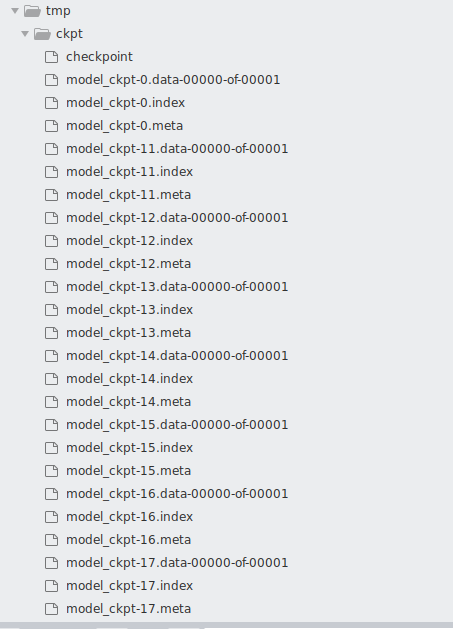 tmp
ckpt
checkpoint
model_ckpt-0.data-00000-of-00001
model_ckpt-0.index
model_ckpt-0.meta
model_ckpt-11.data-00000-of-00001
model_ckpt-11.index
model_ckpt-11.meta
model_ckpt-12.data-00000-of-00001
model_ckpt-12.index
model_ckpt-12.meta
model_ckpt-13.data-00000-of-00001
model_ckpt-13.index
model_ckpt-13.meta
model_ckpt-14.data-00000-of-00001
model_ckpt-14.index
model_ckpt-14.meta
model_ckpt-15.data-00000-of-00001
model_ckpt-15.index
model_ckpt-15.meta
model_ckpt-16.data-00000-of-00001
model_ckpt-16.index
model_ckpt-16.meta
model_ckpt-17.data-00000-of-00001
model_ckpt-17.index
model_ckpt-17.meta